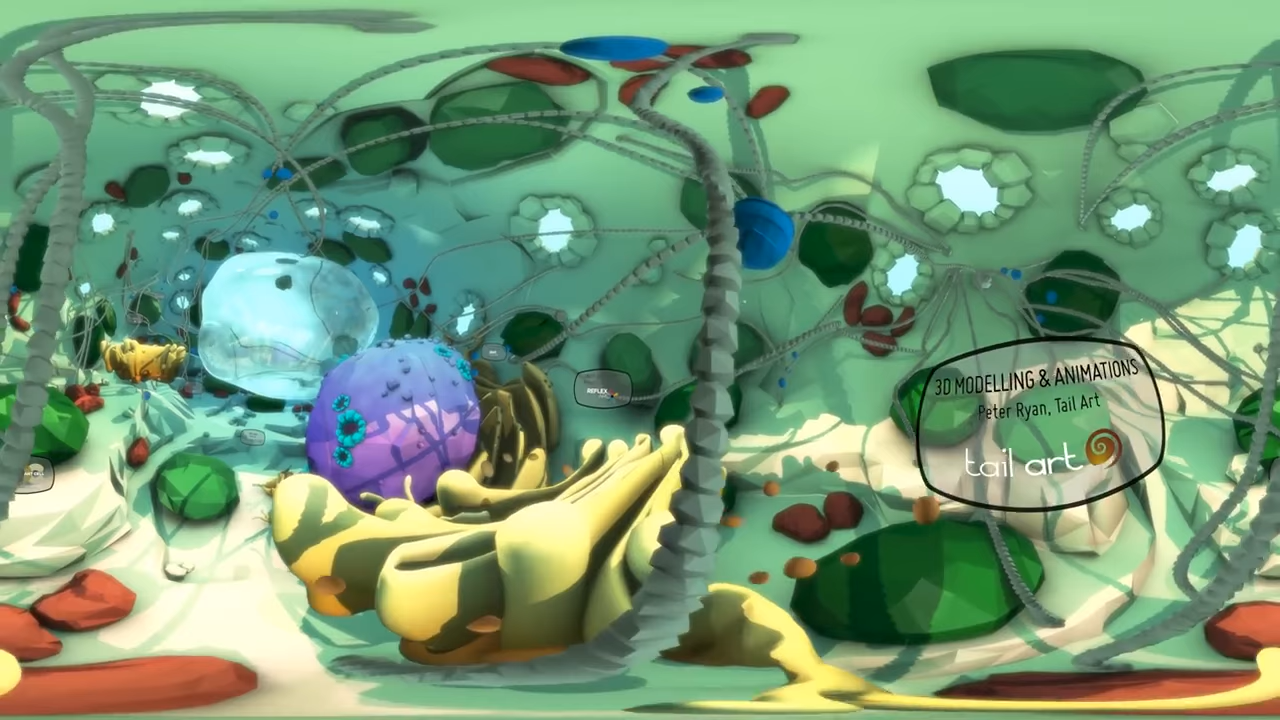 3D MODELLING & ANIMATIONS
Peter Ryan, Tail Art
tail art
REFLEX